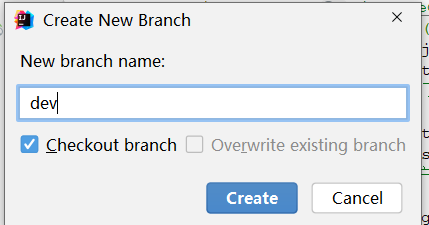 Create New Branch
New branch name:
dev
Checkout branch
Overwrite existing branch
Create
Cancel